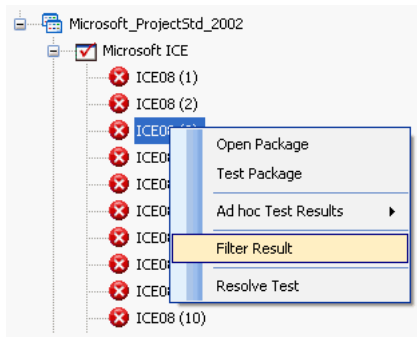 Microsoft_ProjectStd_2002
Microsoft ICE
ICE08 (1)
ICE08 (2)
Open Package
Test Package
Ad hoc Test Results
Filter Result
Resolve Test
ICE08 (10)